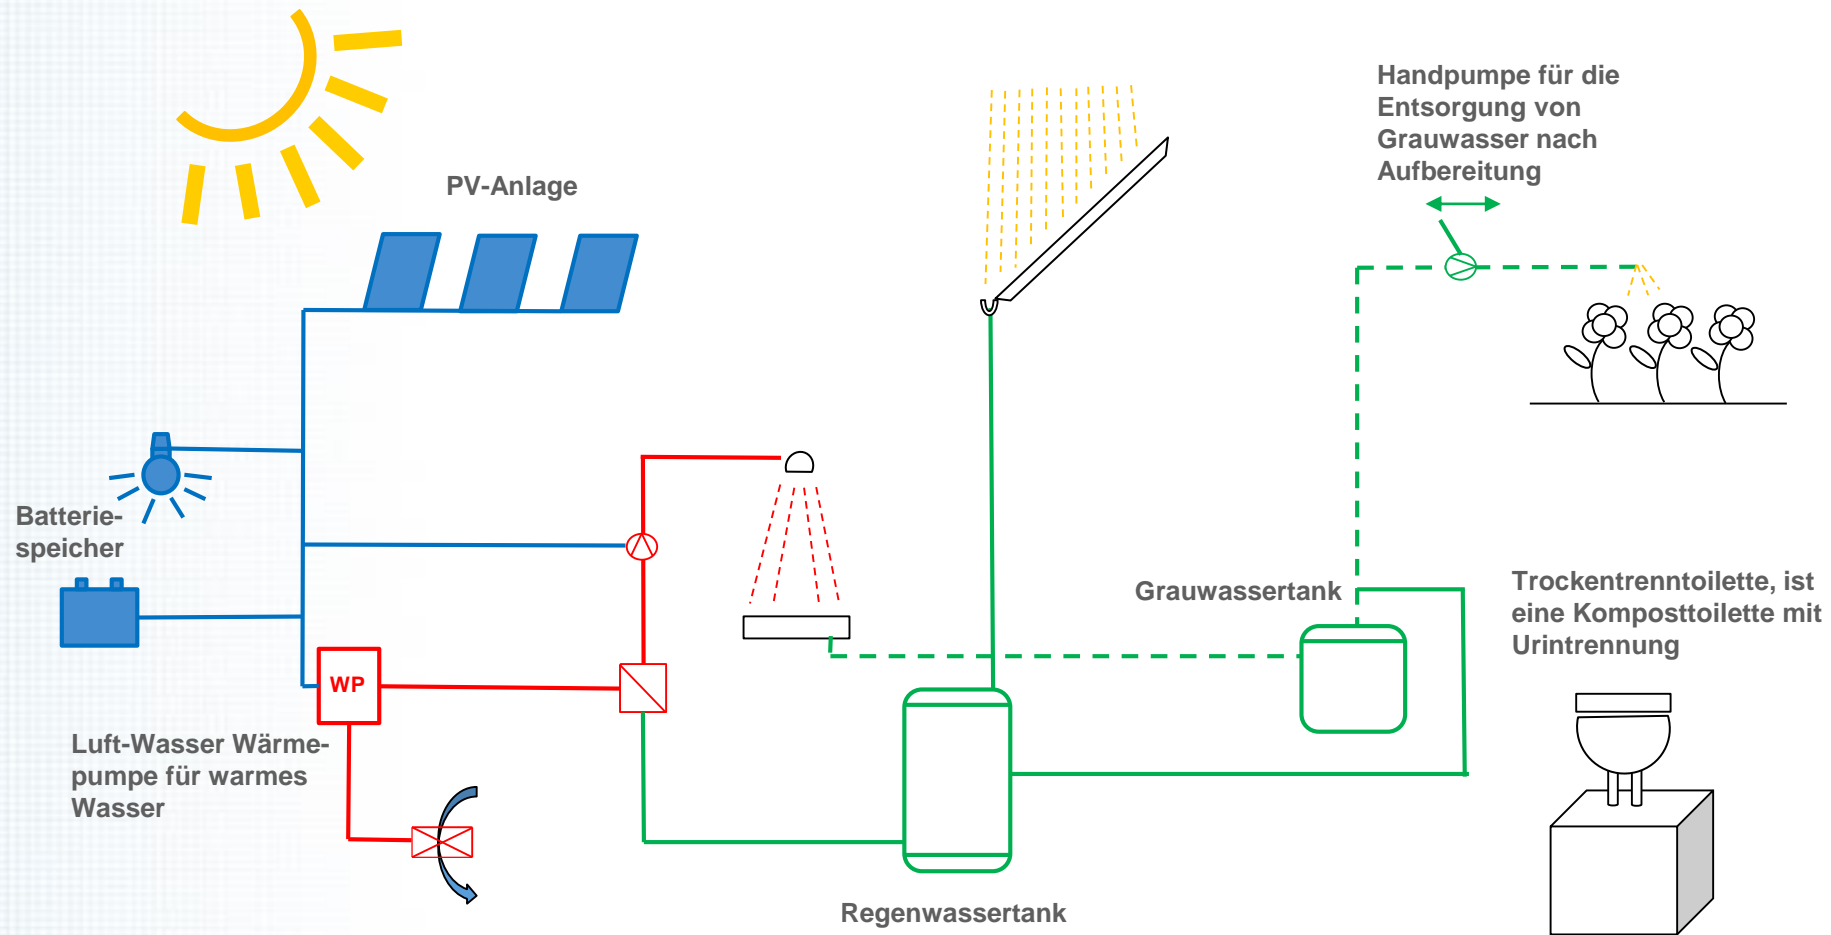 Handpumpe für die
Entsorgung von
Grauwasser nach
Aufbereitung
PV-Anlage
Batterie-
speicher
Grauwassertank
Trockentrenntoilette, ist
eine Komposttoilette mit
Urintrennung
WP
Luft-Wasser Wärme-
pumpe für warmes
Wasser
Regenwassertank